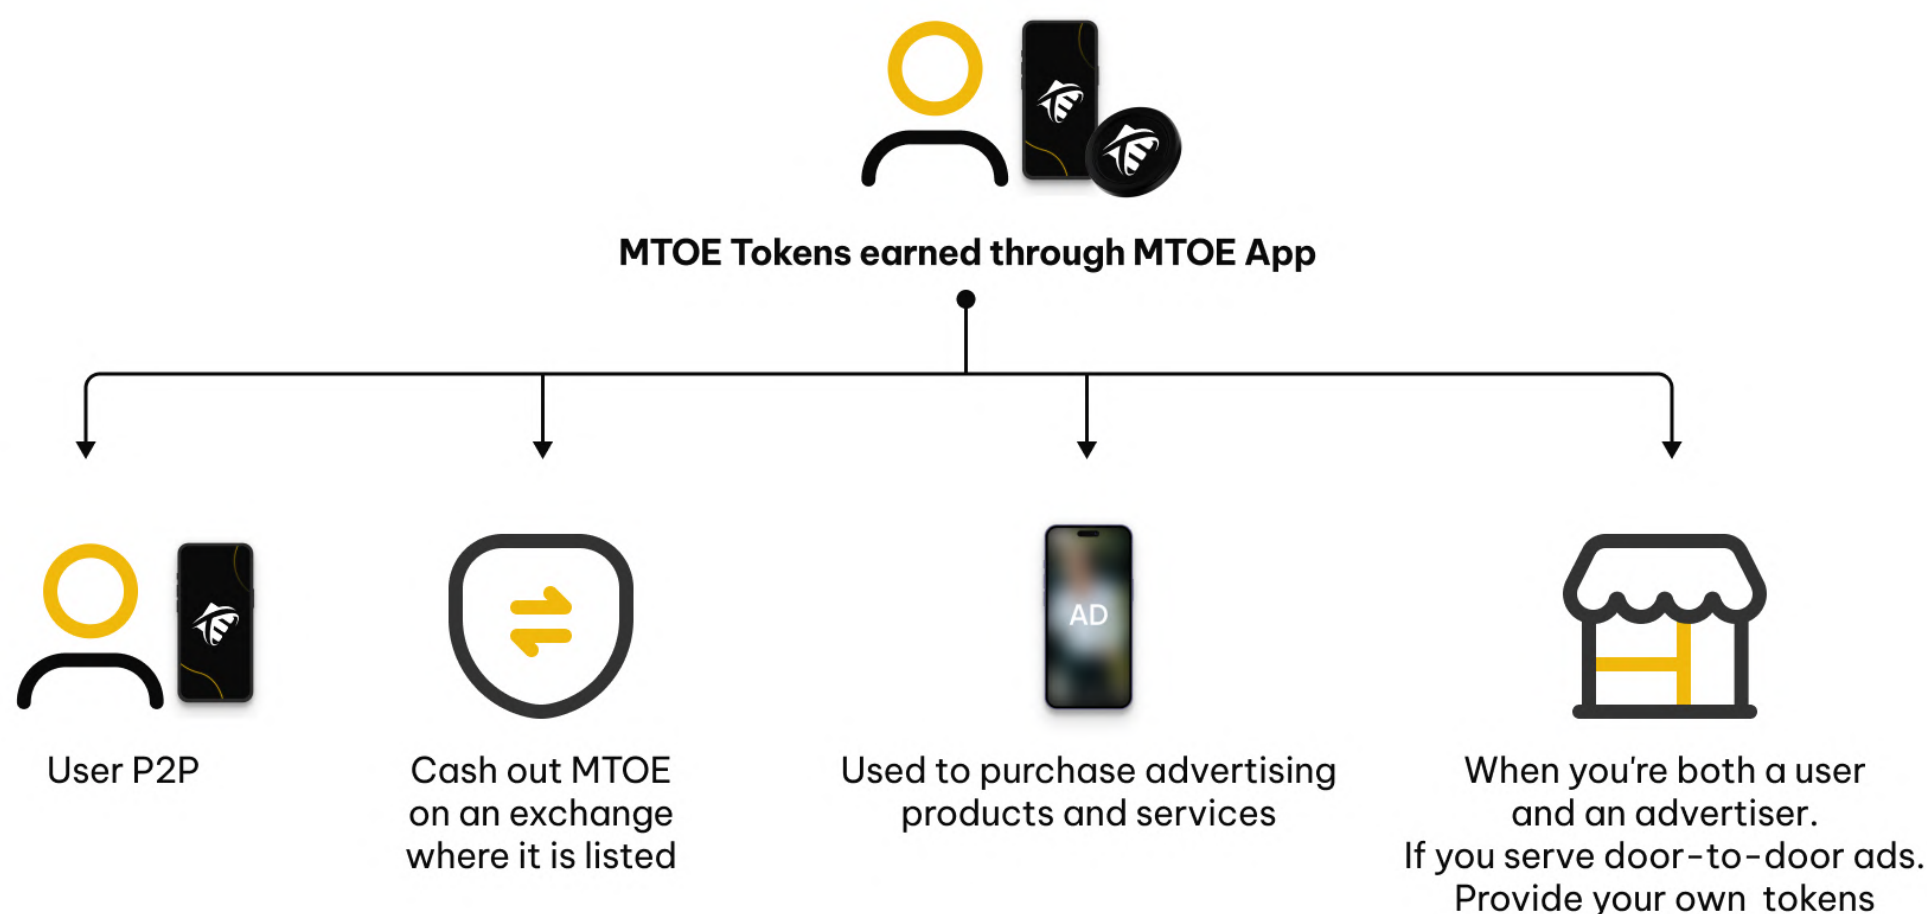 MTOE Tokens earned through MTOE App
AD
User P2P
Cash out MTOE
on an exchange
where it is listed
Used to purchase advertising
products and services
When you're both a user
and an advertiser.
If you serve door-to-door ads.
Provide your own tokens